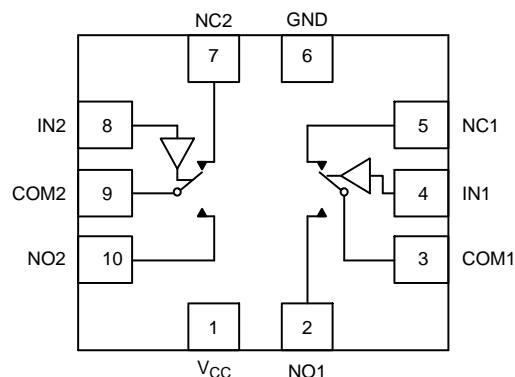 NC2 GND
7 6
IN2 8 5 NC1
COM2 9 4 IN1
NO2 10 3 COM1
1 2
VCC NO1